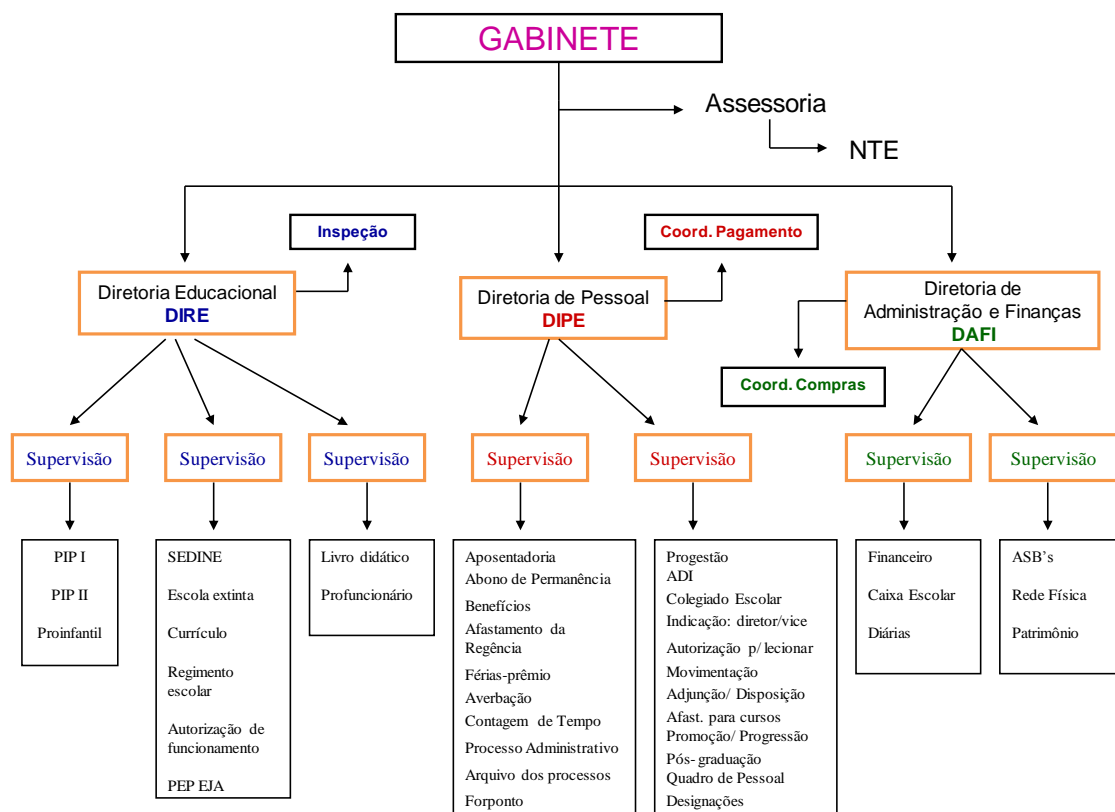 GABINETE
Assessoria
NTE
Inspeção
Coord. Pagamento
Diretoria Educacional
DIRE
Diretoria de Pessoal
DIPE
Diretoria de
Administração e Finanças
DAFI
Coord. Compras
Supervisão
Supervisão
Supervisão
Supervisão
Supervisão
Supervisão
Supervisão
PIP I
PIP II
Proinfantil
SEDINE
Escola extinta
Currículo
Regimento
escolar
Autorização de
funcionamento
PEP EJA
Livro didático
Profuncionário
Aposentadoria
Abono de Permanência
Benefícios
Afastamento da
Regência
Férias-prêmio
Averbação
Contagem de Tempo
Processo Administrativo
Arquivo dos processos
Forponto
Progestão
ADI
Colegiado Escolar
Indicação: diretor/vice
Autorização p/ lecionar
Movimentação
Adjunção/ Disposição
Afast. para cursos
Promoção/ Progressão
Pós- graduação
Quadro de Pessoal
Designações
Financeiro
Caixa Escolar
Diárias
ASB's
Rede Física
Patrimônio